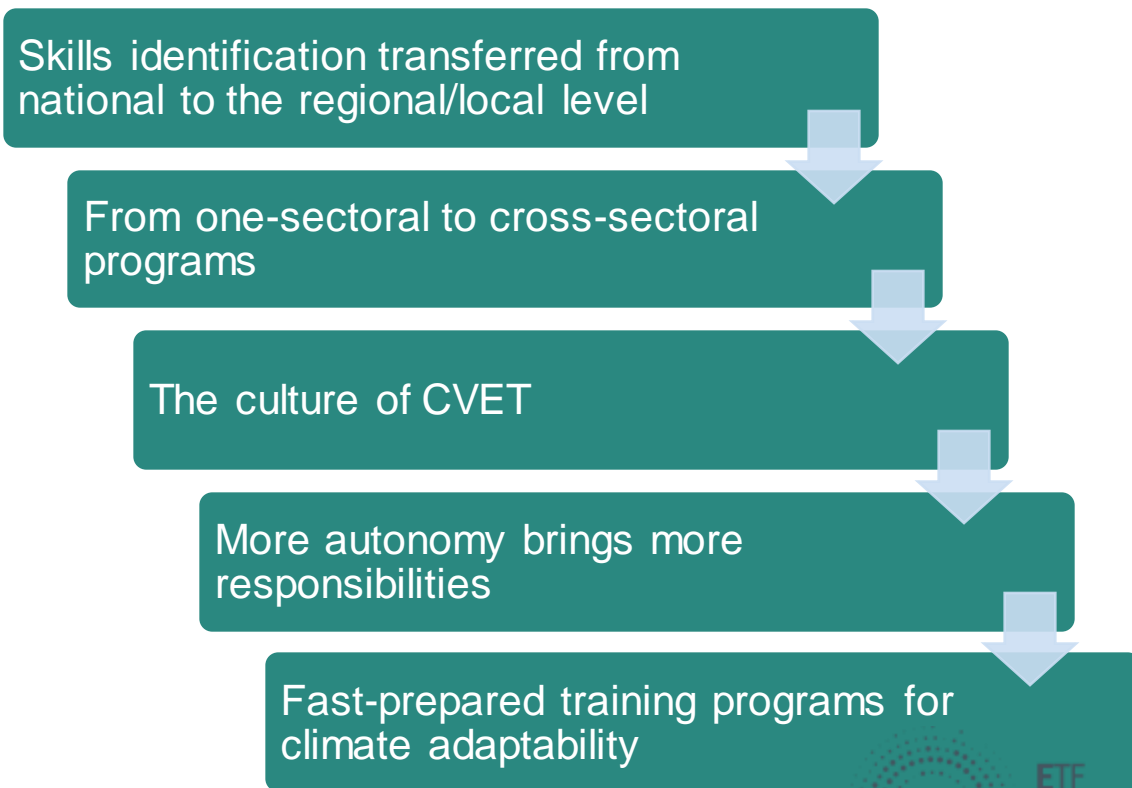 Skills identification transferred from
national to the regional/local level
From one-sectoral to cross-sectoral
programs
The culture of CVET
More autonomy brings more
responsibilities
Fast-prepared training programs for
climate adaptability
ETF